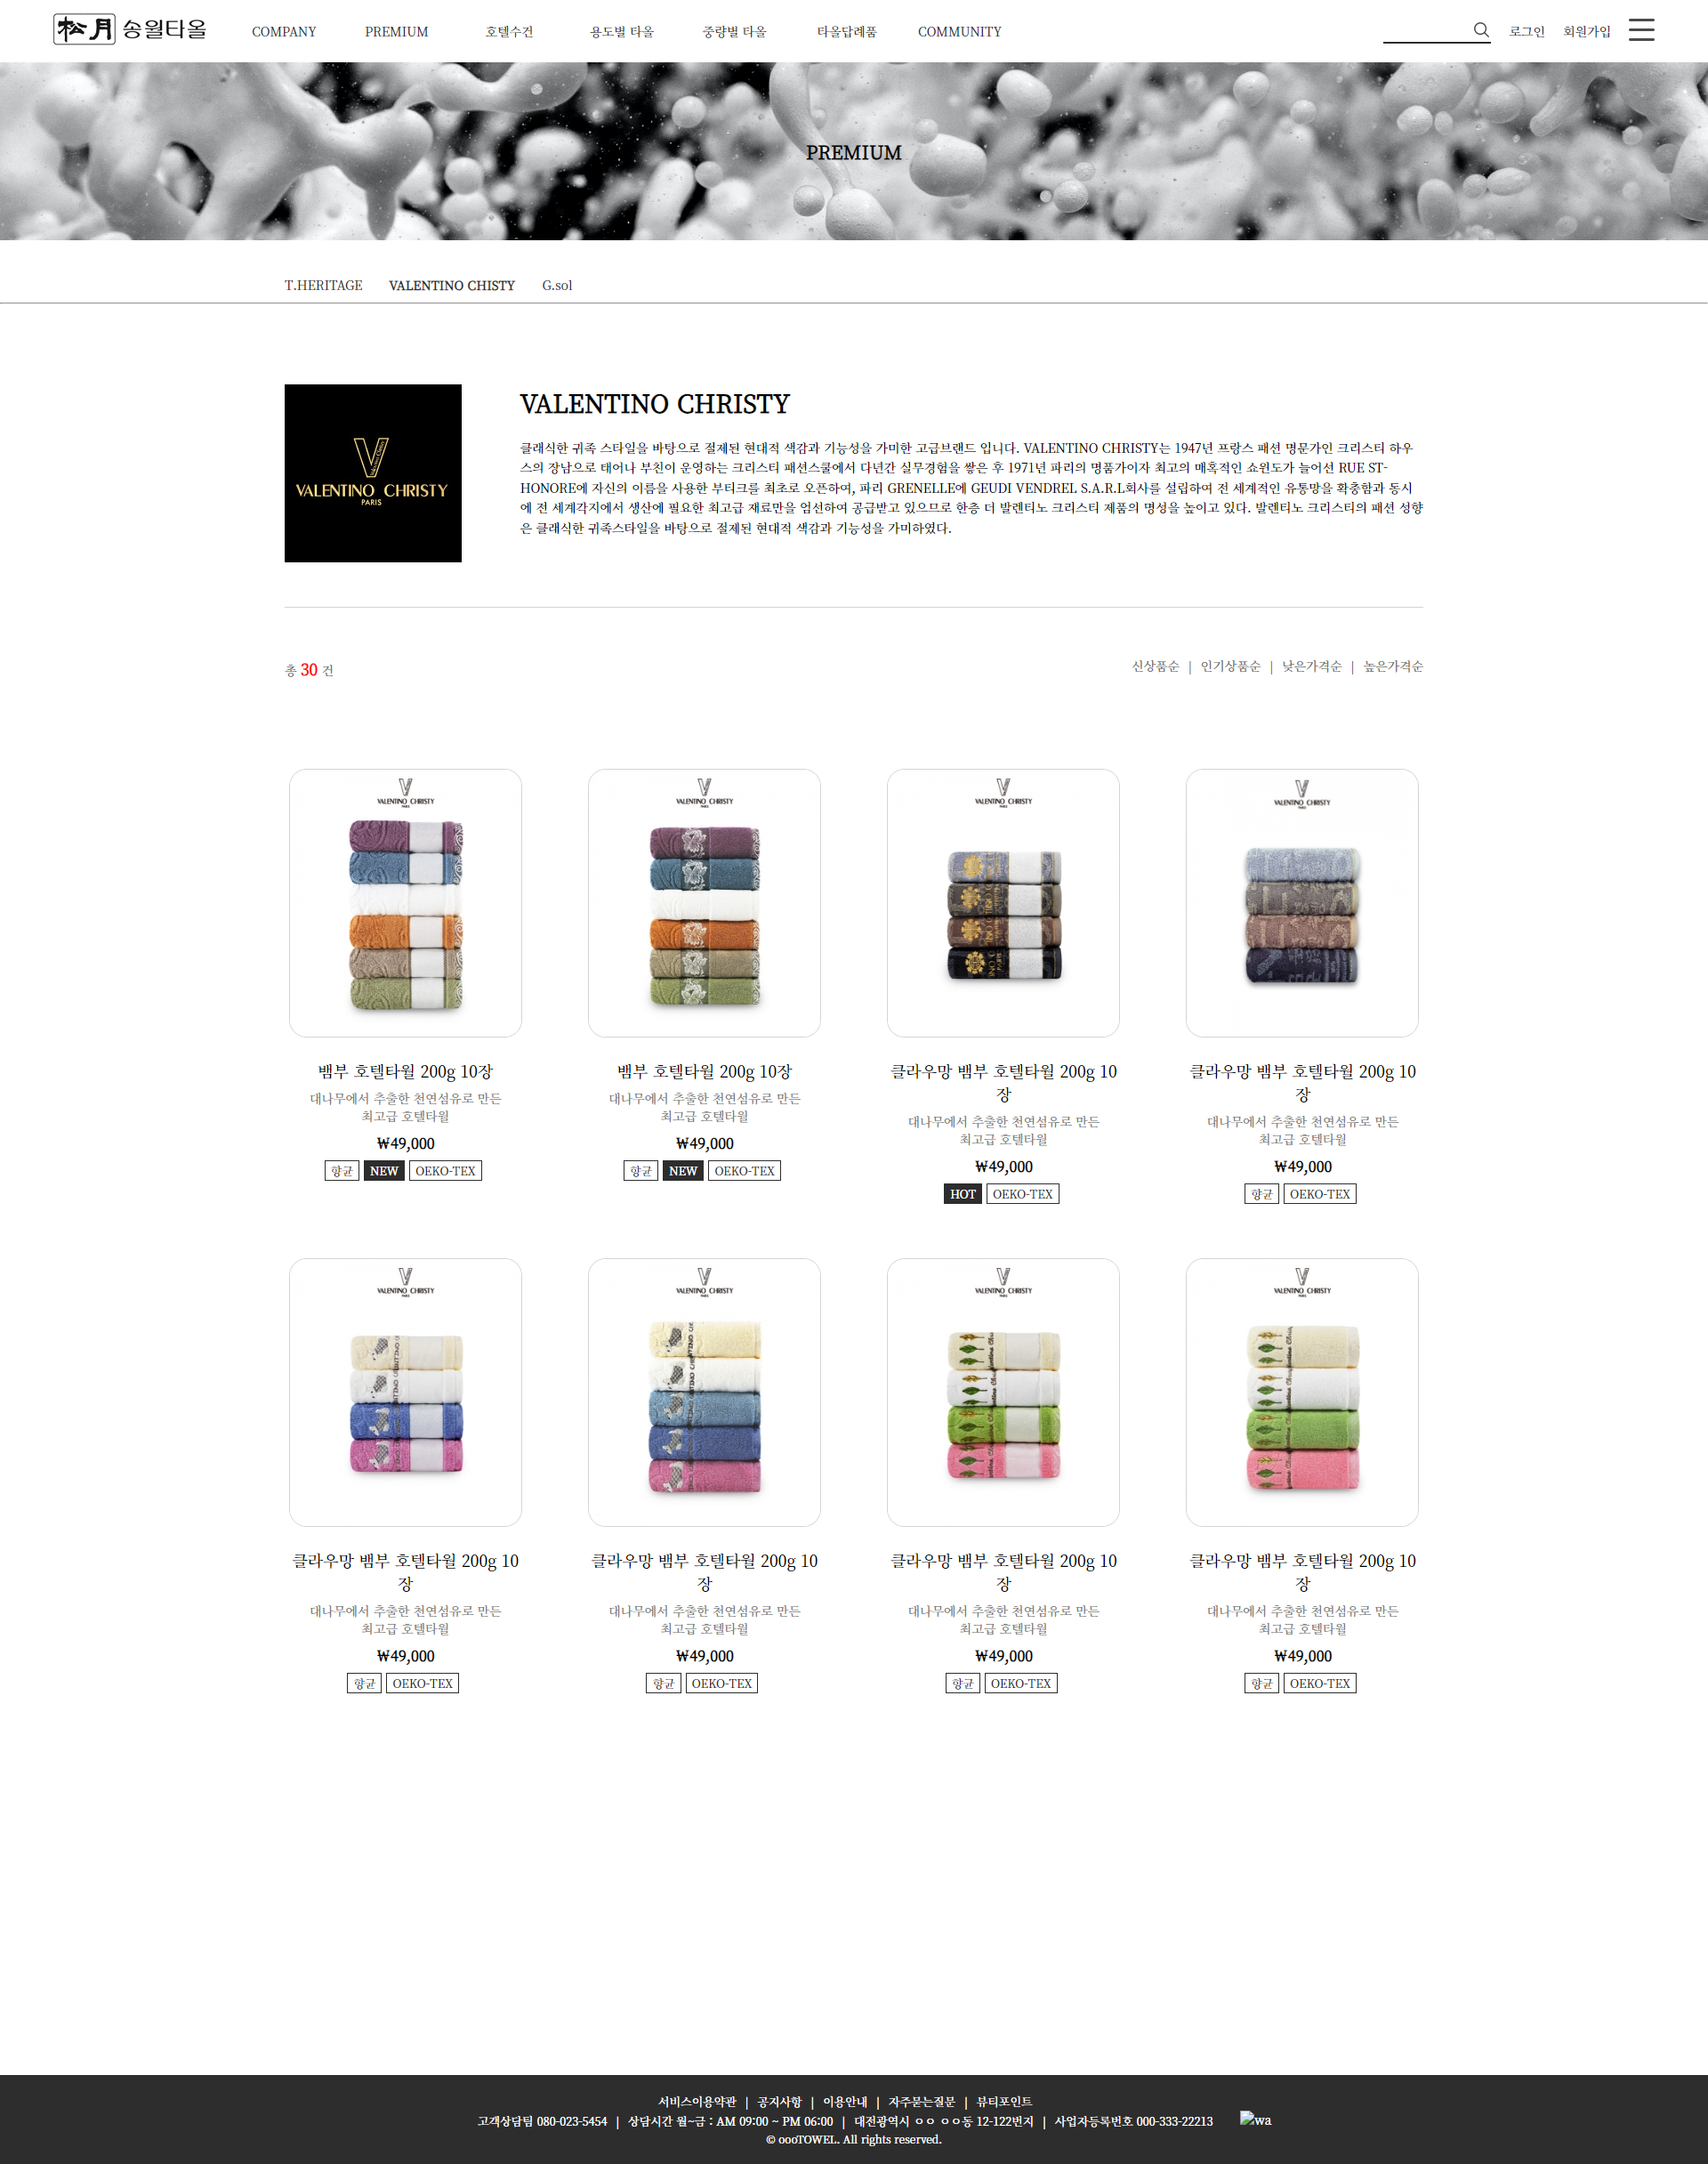 松月 송월타올 COMPANY PREMIUM 호텔수건 용도별 타올 중량별 타올 타올답례품 COMMUNITY 로그인 회원가입
PREMIUM
T.HERITAGE VALENTINO CHISTY G.sol
VALENTINO CHRISTY
PARIS
VALENTINO CHRISTY
클래식한 귀족 스타일을 바탕으로 절제된 현대적 색감과 기능성을 가미한 고급브랜드 입니다. VALENTINO CHRISTY는 1947년 프랑스 패션 명문가인 크리스티 하우
스의 장남으로 태어나 부친이 운영하는 크리스티 패션스쿨에서 다년간 실무경험을 쌓은 후 1971년 파리의 명품가이자 최고의 매혹적인 쇼윈도가 늘어선 RUE ST-
HONORE에 자신의 이름을 사용한 부티크를 최초로 오픈하여, 파리 GRENELLE에 GEUDI VENDREL S.A.R.L회사를 설립하여 전 세계적인 유통망을 확충함과 동시
에 전 세계각지에서 생산에 필요한 최고급 재료만을 엄선하여 공급받고 있으므로 한층 더 발렌티노 크리스티 제품의 명성을 높이고 있다. 발렌티노 크리스티의 패션 성향
은 클래식한 귀족스타일을 바탕으로 절제된 현대적 색감과 기능성을 가미하였다.
총 30 건
신상품순 | 인기상품순 | 낮은가격순 | 높은가격순
VALENTINO CHRISTY
PARIS
뱀부 호텔타월 200g 10장
대나무에서 추출한 천연섬유로 만든
최고급 호텔타월
₩49,000
향균 NEW OEKO-TEX
VALENTINO CHRISTY
PARIS
뱀부 호텔타월 200g 10장
대나무에서 추출한 천연섬유로 만든
최고급 호텔타월
₩49,000
향균 NEW OEKO-TEX
VALENTINO CHRISTY
PARIS
클라우망 뱀부 호텔타월 200g 10
장
대나무에서 추출한 천연섬유로 만든
최고급 호텔타월
₩49,000
HOT OEKO-TEX
VALENTINO CHRISTY
PARIS
클라우망 뱀부 호텔타월 200g 10
장
대나무에서 추출한 천연섬유로 만든
최고급 호텔타월
₩49,000
향균 OEKO-TEX
VALENTINO CHRISTY
PARIS
클라우망 뱀부 호텔타월 200g 10
장
대나무에서 추출한 천연섬유로 만든
최고급 호텔타월
₩49,000
향균 OEKO-TEX
VALENTINO CHRISTY
PARIS
클라우망 뱀부 호텔타월 200g 10
장
대나무에서 추출한 천연섬유로 만든
최고급 호텔타월
₩49,000
향균 OEKO-TEX
VALENTINO CHRISTY
PARIS
클라우망 뱀부 호텔타월 200g 10
장
대나무에서 추출한 천연섬유로 만든
최고급 호텔타월
₩49,000
향균 OEKO-TEX
VALENTINO CHRISTY
PARIS
클라우망 뱀부 호텔타월 200g 10
장
대나무에서 추출한 천연섬유로 만든
최고급 호텔타월
₩49,000
향균 OEKO-TEX
서비스이용약관 | 공지사항 | 이용안내 | 자주묻는질문 | 뷰티포인트
고객상담팀 080-023-5454 | 상담시간 월~금 : AM 09:00 ~ PM 06:00 | 대전광역시 ㅇㅇ ㅇㅇ동 12-122번지 | 사업자등록번호 000-333-22213 wa
© oooTOWEL. All rights reserved.